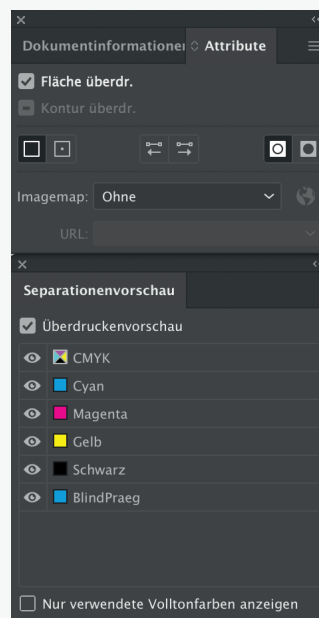 Dokumentinformationen Attribute
Fläche überdr.
Kontur überdr.
Imagemap: Ohne
URL:
Separationenvorschau
Überdruckenvorschau
CMYK
Cyan
Magenta
Gelb
Schwarz
BlindPraeg
Nur verwendete Volltonfarben anzeigen